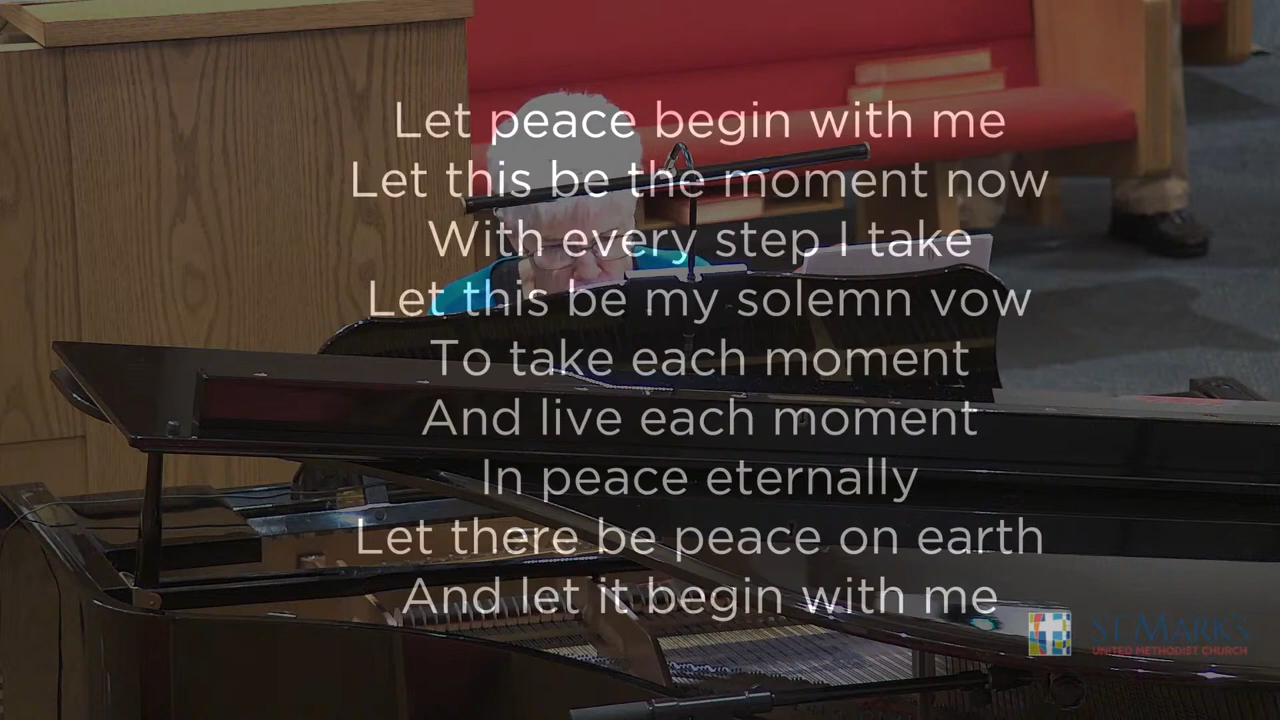 Let peace begin with me
Let this be the moment now
With every step I take
Let this be my solemn vow
To take each moment
And live each moment
In peace eternally
Let there be peace on earth
And let it begin with me
ST. MARK'S
UNITED METHODIST CHURCH